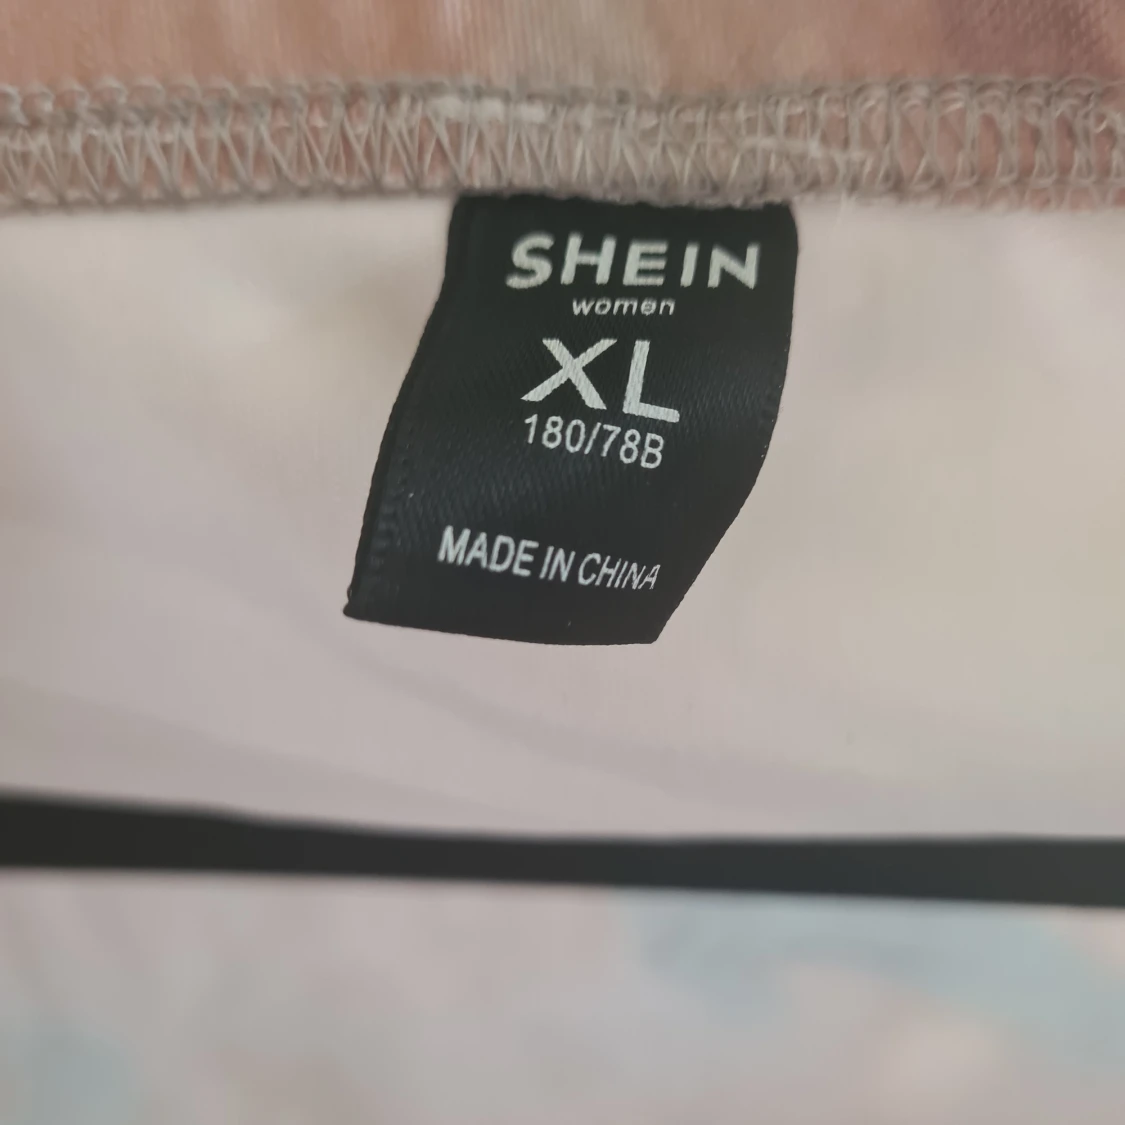 SHEIN
women
XL
180/78B
MADE IN CHINA